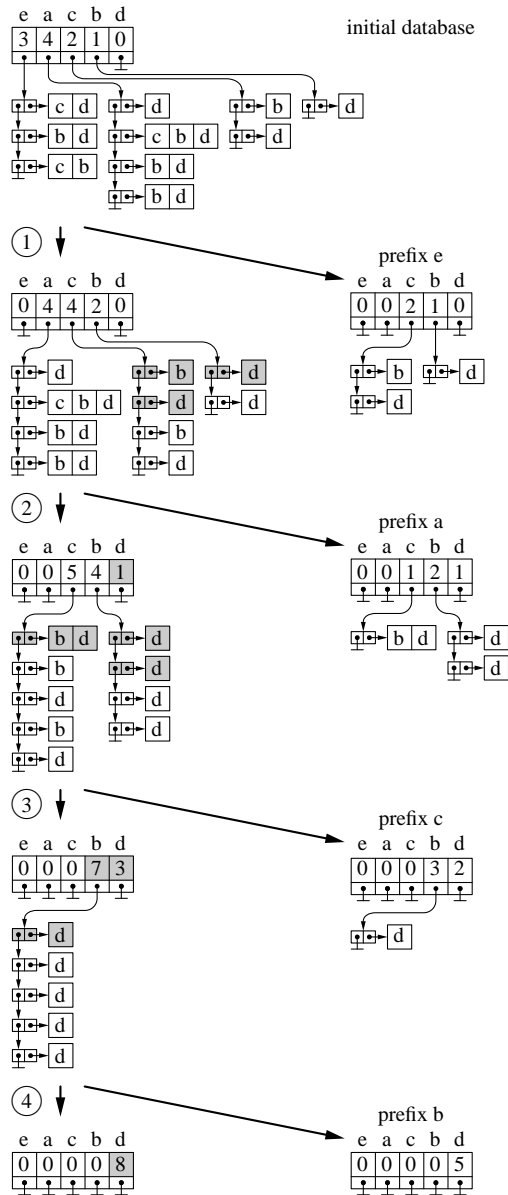 e a c b d
initial database
3 4 2 1 0
c d d b d
b d c b d d
c b b d
b d
1
e a c b d
prefix e
e a c b d
0 4 4 2 0
0 0 2 1 0
d b d b d
c b d d d d
b d b
b d d
2
e a c b d
prefix a
e a c b d
0 0 5 4 1
0 0 1 2 1
b d d b d d
b d d
d d
b d
d
3
e a c b d
prefix c
e a c b d
0 0 0 7 3
0 0 0 3 2
d d
d
d
d
d
4
e a c b d
prefix b
e a c b d
0 0 0 0 8
0 0 0 0 5